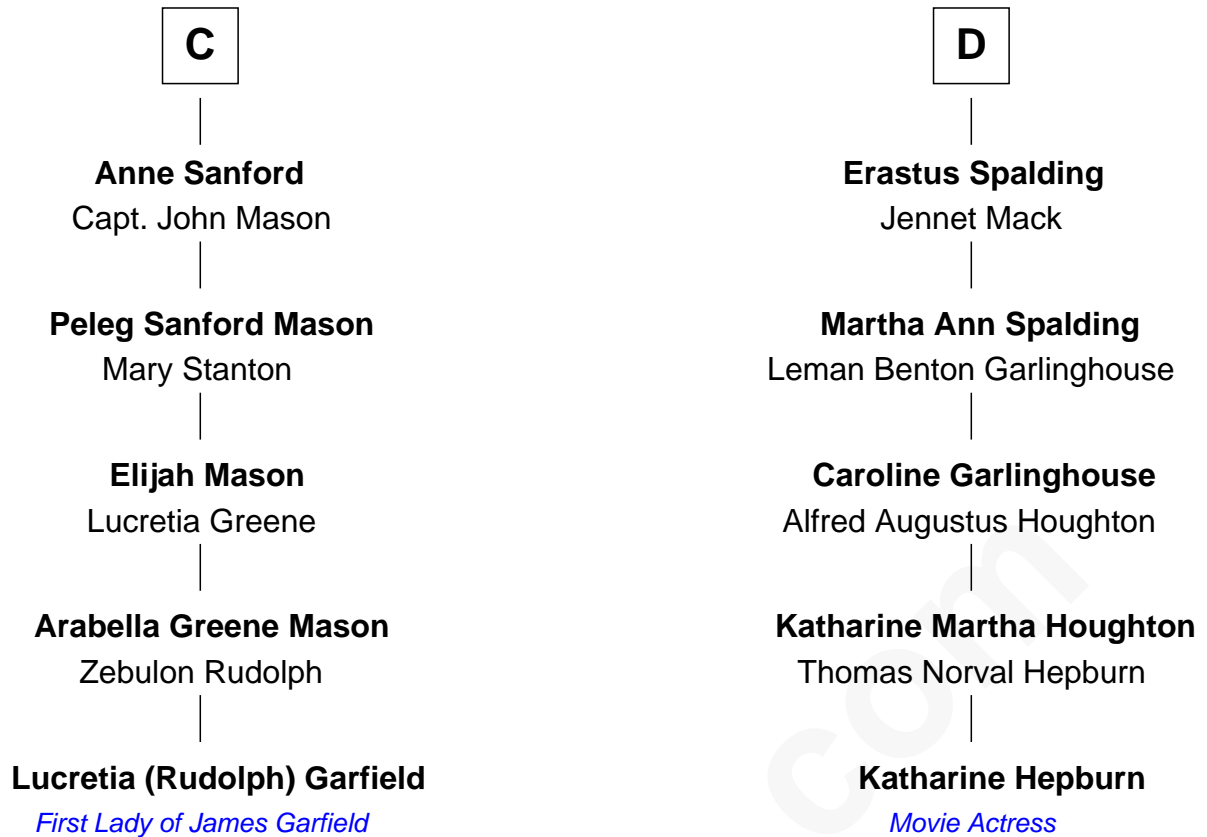 C
Anne Sanford
Capt. John Mason
Peleg Sanford Mason
Mary Stanton
Elijah Mason
Lucretia Greene
Arabella Greene Mason
Zebulon Rudolph
Lucretia (Rudolph) Garfield
First Lady of James Garfield
D
Erastus Spalding
Jennet Mack
Martha Ann Spalding
Leman Benton Garlinghouse
Caroline Garlinghouse
Alfred Augustus Houghton
Katharine Martha Houghton
Thomas Norval Hepburn
Katharine Hepburn
Movie Actress
com